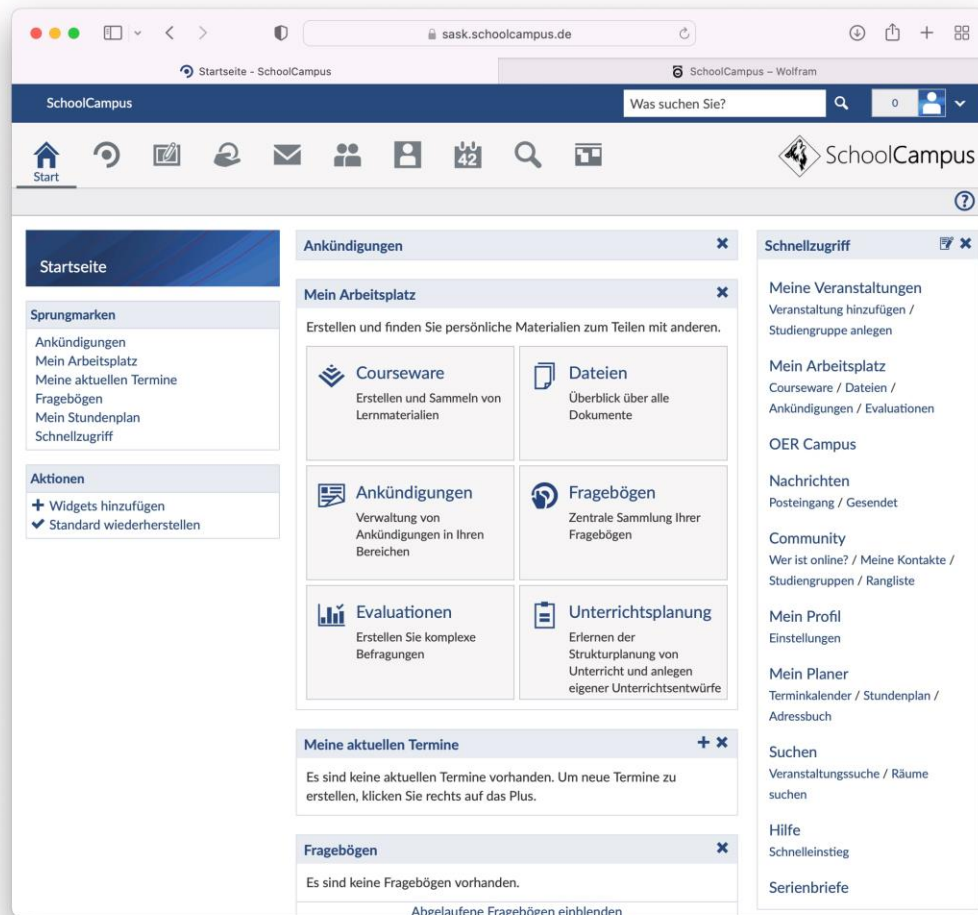 sask.schoolcampus.de
Startseite - SchoolCampus
SchoolCampus – Wolfram
SchoolCampus
Was suchen Sie?
0
Start
42
SchoolCampus
Startseite
Sprungmarken
Ankündigungen
Mein Arbeitsplatz
Meine aktuellen Termine
Fragebögen
Mein Stundenplan
Schnellzugriff
Aktionen
Widgets hinzufügen
Standard wiederherstellen
Ankündigungen
Mein Arbeitsplatz
Erstellen und finden Sie persönliche Materialien zum Teilen mit anderen.
Courseware
Erstellen und Sammeln von
Lernmaterialien
Dateien
Überblick über alle
Dokumente
Ankündigungen
Verwaltung von
Ankündigungen in Ihren
Bereichen
Fragebögen
Zentrale Sammlung Ihrer
Fragebögen
Evaluationen
Erstellen Sie komplexe
Befragungen
Unterrichtsplanung
Erlernen der
Strukturplanung von
Unterricht und anlegen
eigener Unterrichtsentwürfe
Meine aktuellen Termine
Es sind keine aktuellen Termine vorhanden. Um neue Termine zu
erstellen, klicken Sie rechts auf das Plus.
Fragebögen
Es sind keine Fragebögen vorhanden.
Abgelaufene Fragebögen einblenden
Schnellzugriff
Meine Veranstaltungen
Veranstaltung hinzufügen /
Studiengruppe anlegen
Mein Arbeitsplatz
Courseware / Dateien /
Ankündigungen / Evaluationen
OER Campus
Nachrichten
Posteingang / Gesendet
Community
Wer ist online? / Meine Kontakte /
Studiengruppen / Rangliste
Mein Profil
Einstellungen
Mein Planer
Terminkalender / Stundenplan /
Adressbuch
Suchen
Veranstaltungssuche / Räume
suchen
Hilfe
Schnelleinstieg
Serienbriefe